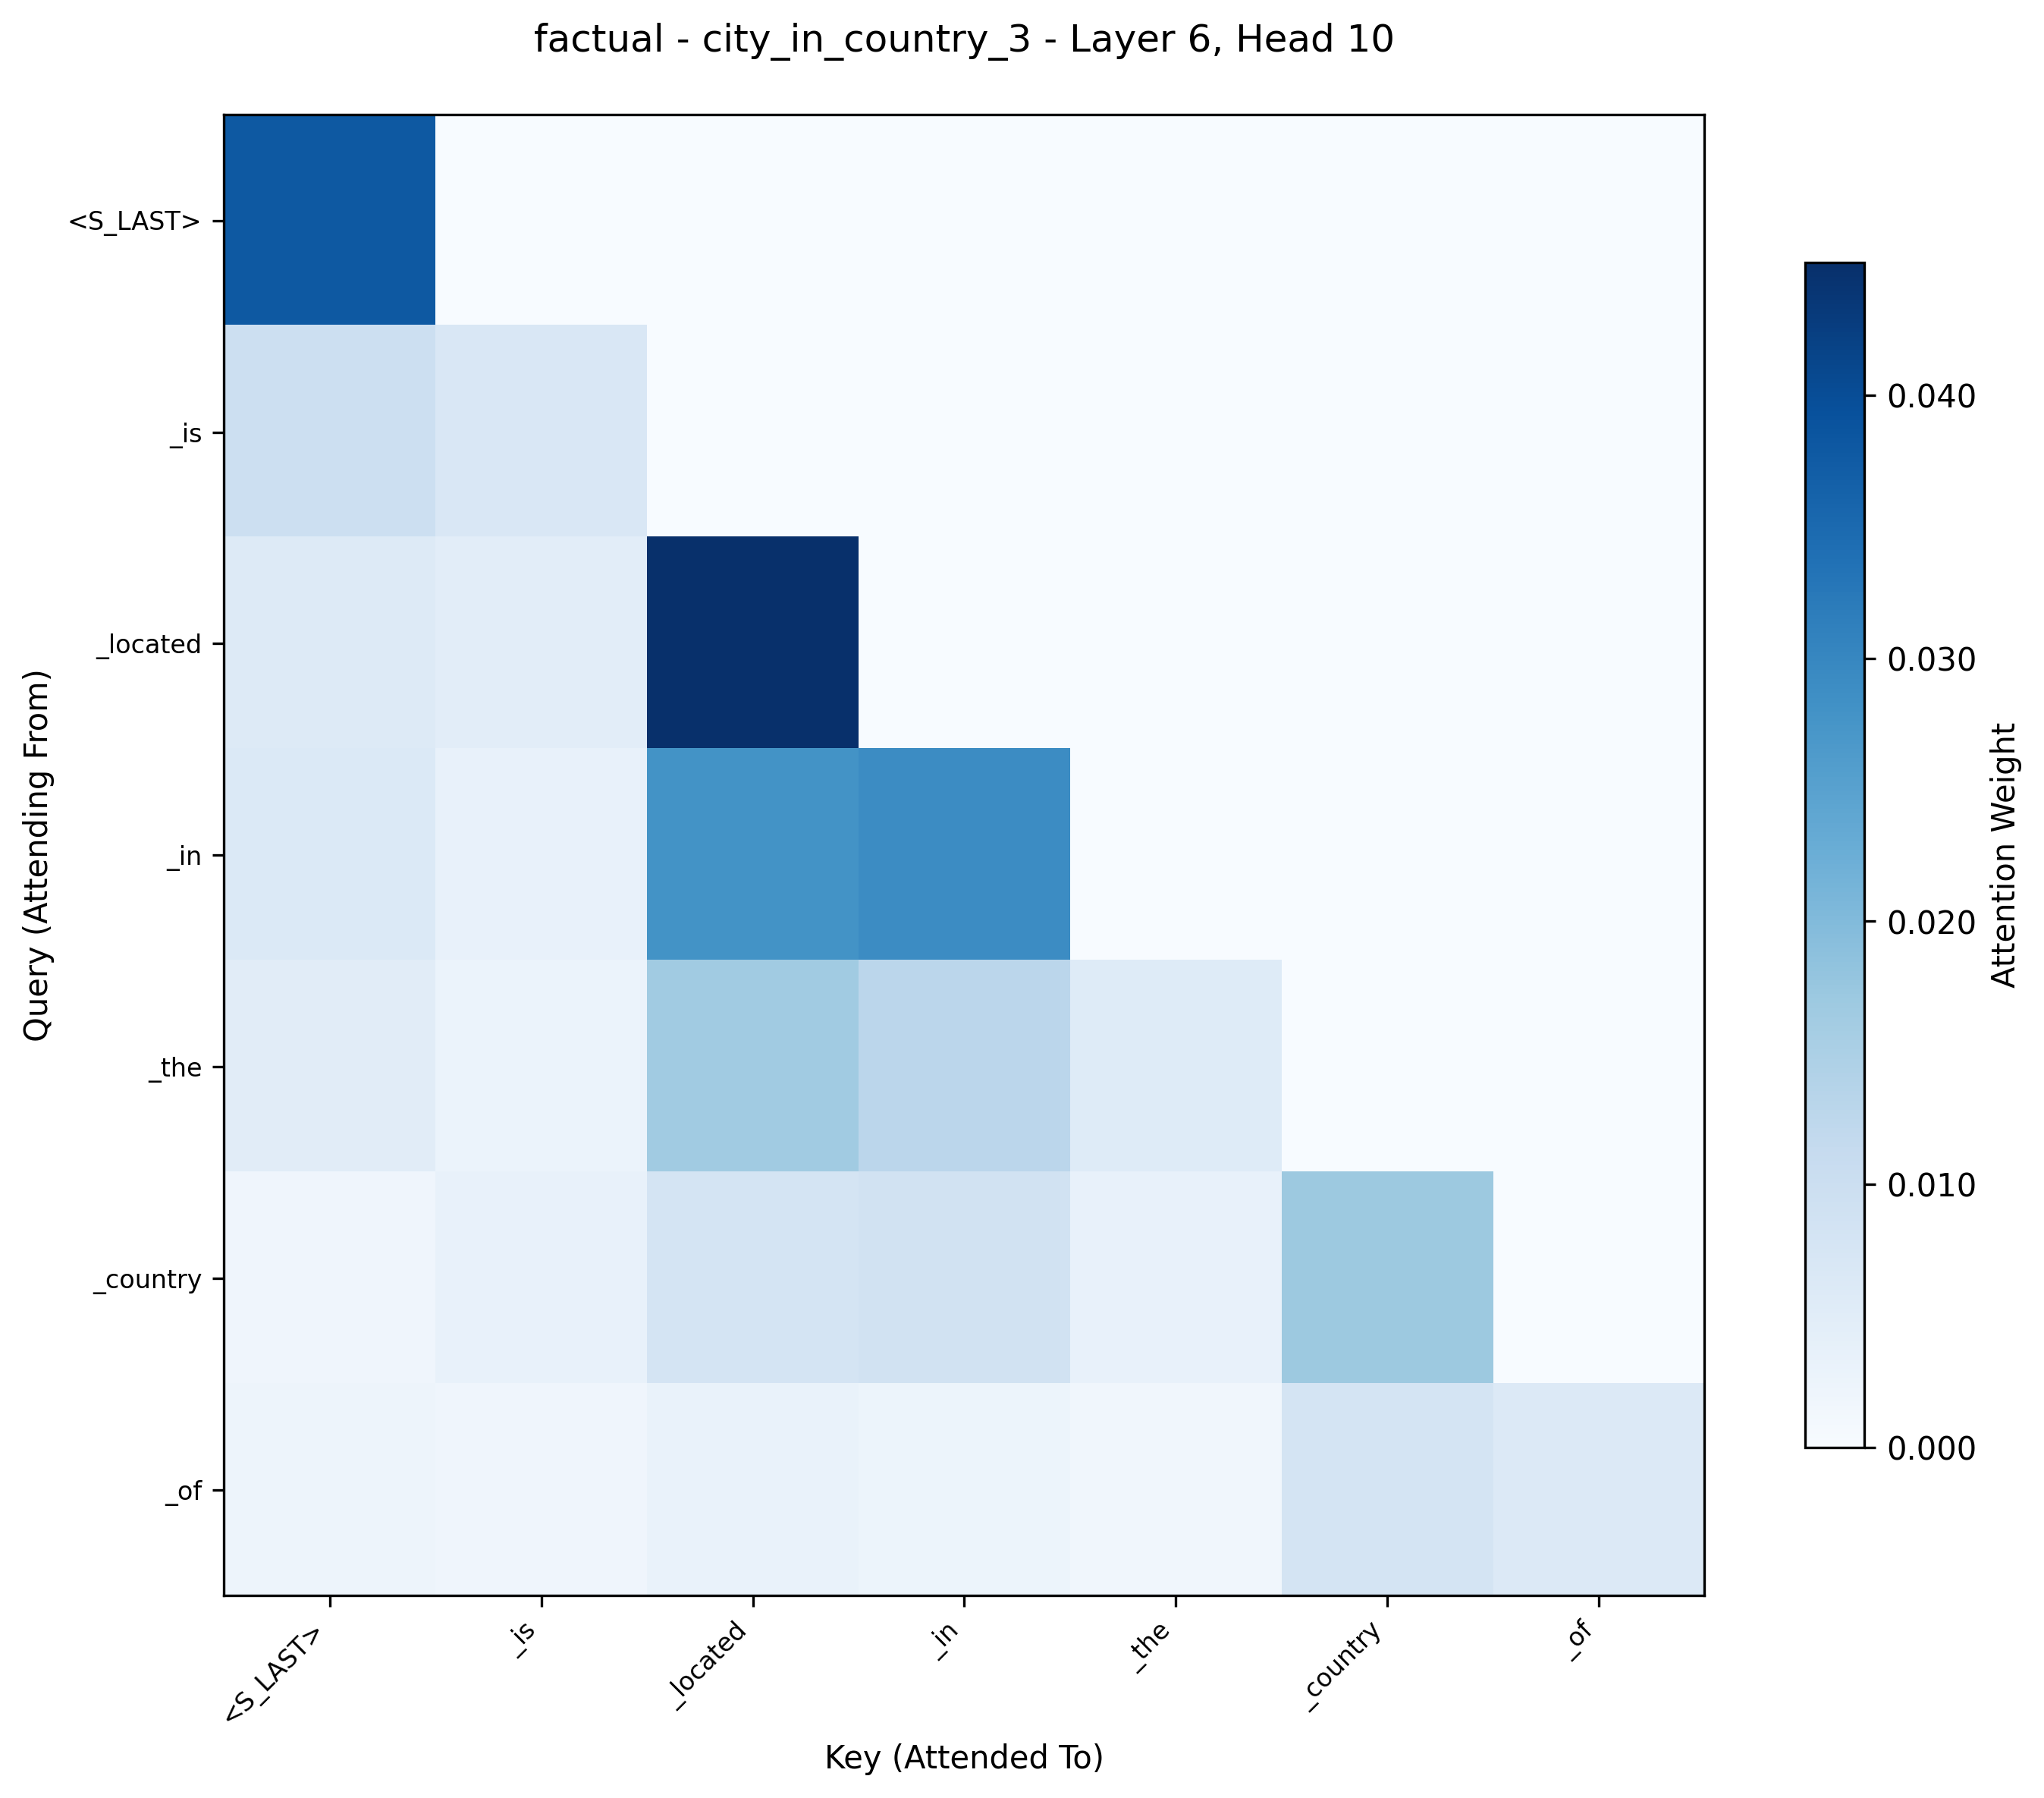 factual - city_in_country_3 - Layer 6, Head 10
Query (Attending From)
<S_LAST>
_is
_located
_in
_the
_country
_of
<S_LAST>
_is
_located
_in
_the
_country
_of
Key (Attended To)
0.040
0.030
0.020
0.010
0.000
Attention Weight